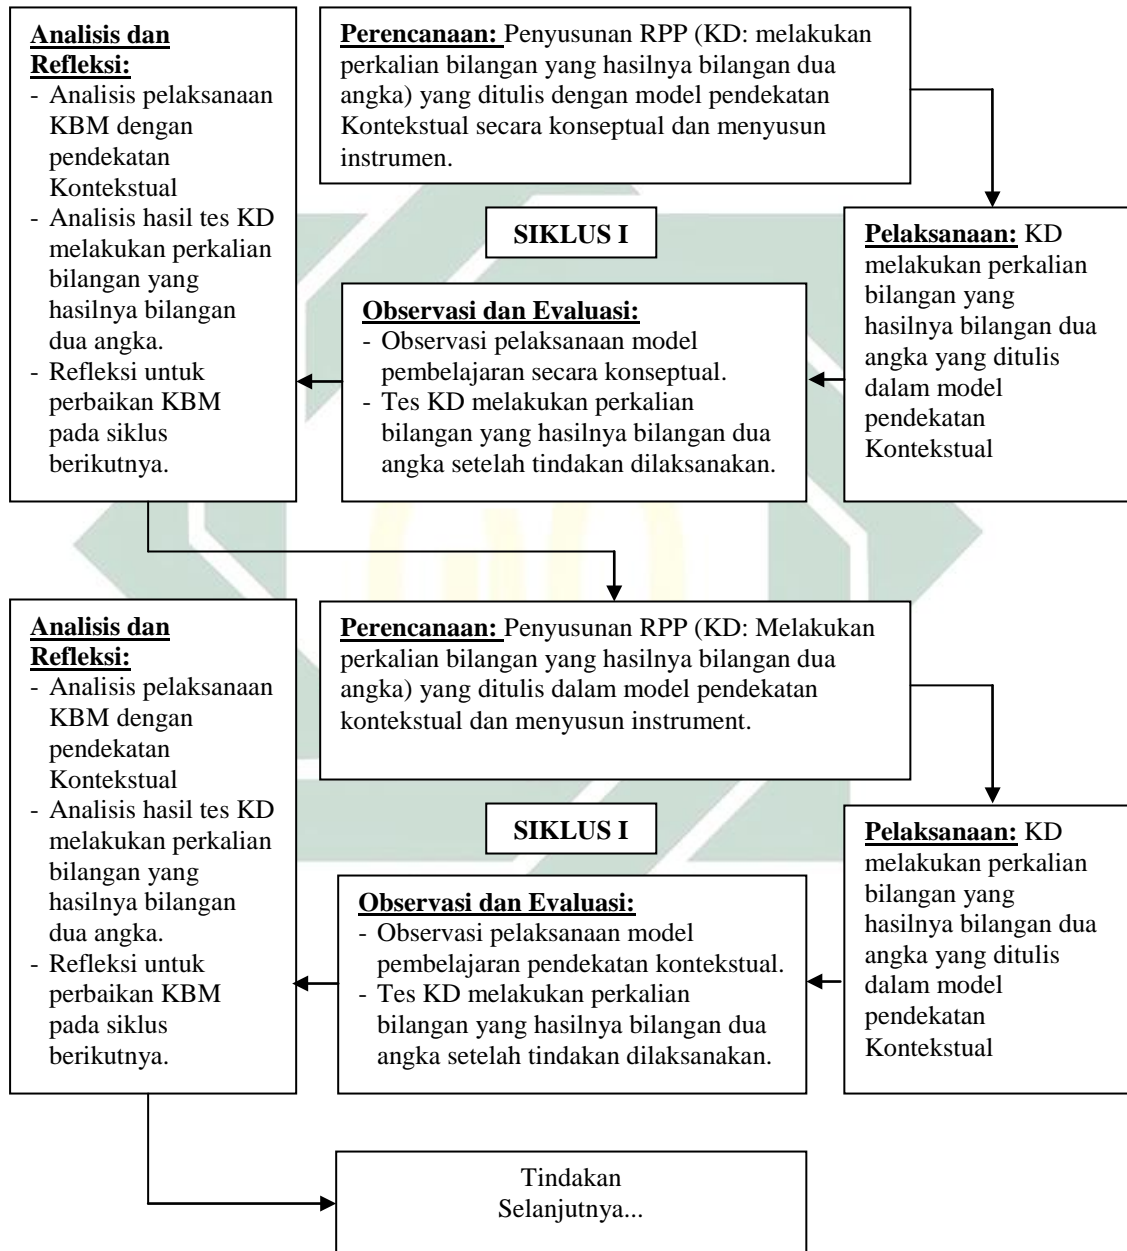 Analisis dan
Refleksi:
- Analisis pelaksanaan
KBM dengan
pendekatan
Kontekstual
- Analisis hasil tes KD
melakukan perkalian
bilangan yang
hasilnya bilangan
dua angka.
- Refleksi untuk
perbaikan KBM
pada siklus
berikutnya.
Perencanaan: Penyusunan RPP (KD: melakukan
perkalian bilangan yang hasilnya bilangan dua
angka) yang ditulis dengan model pendekatan
Kontekstual secara konseptual dan menyusun
instrumen.
SIKLUS I
Pelaksanaan: KD
melakukan perkalian
bilangan yang
hasilnya bilangan dua
angka yang ditulis
dalam model
pendekatan
Kontekstual
Observasi dan Evaluasi:
- Observasi pelaksanaan model
pembelajaran secara konseptual.
- Tes KD melakukan perkalian
bilangan yang hasilnya bilangan dua
angka setelah tindakan dilaksanakan.
Analisis dan
Refleksi:
- Analisis pelaksanaan
KBM dengan
pendekatan
Kontekstual
- Analisis hasil tes KD
melakukan perkalian
bilangan yang
hasilnya bilangan
dua angka.
- Refleksi untuk
perbaikan KBM
pada siklus
berikutnya.
Perencanaan: Penyusunan RPP (KD: Melakukan
perkalian bilangan yang hasilnya bilangan dua
angka) yang ditulis dalam model pendekatan
kontekstual dan menyusun instrument.
SIKLUS I
Pelaksanaan: KD
melakukan perkalian
bilangan yang
hasilnya bilangan dua
angka yang ditulis
dalam model
pendekatan
Kontekstual
Observasi dan Evaluasi:
- Observasi pelaksanaan model
pembelajaran pendekatan kontekstual.
- Tes KD melakukan perkalian
bilangan yang hasilnya bilangan dua
angka setelah tindakan dilaksanakan.
Tindakan
Selanjutnya...